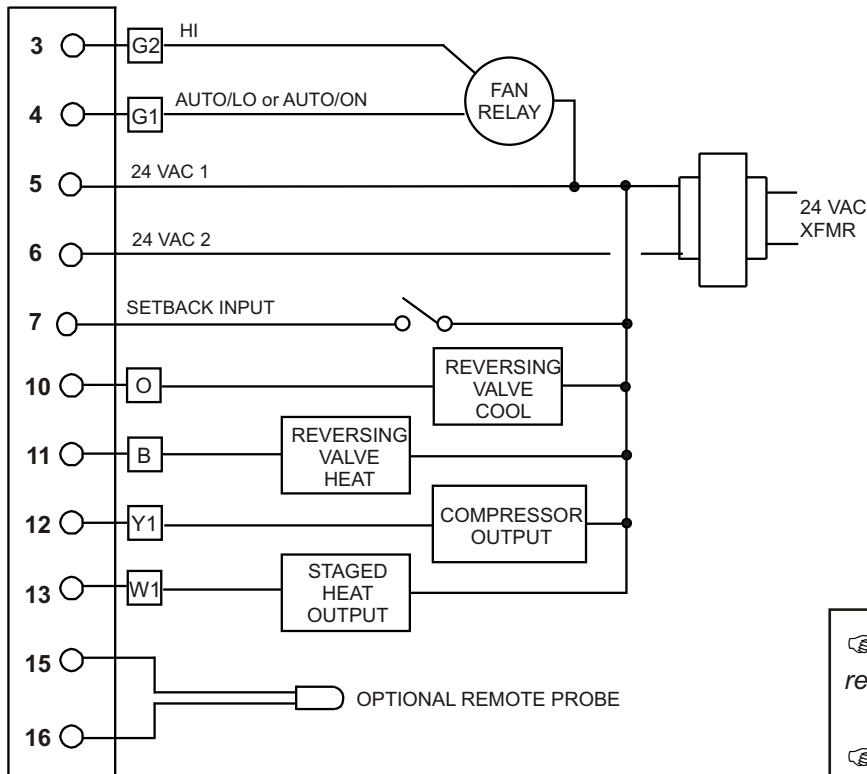 3 G2 HI
FAN
RELAY
4 G1 AUTO/LO or AUTO/ON
5 24 VAC 1
24 VAC
XFMR
6 24 VAC 2
7 SETBACK INPUT
10 O
REVERSING
VALVE
COOL
11 B
REVERSING
VALVE
HEAT
12 Y1
COMPRESSOR
OUTPUT
13 W1
STAGED
HEAT
OUTPUT
15
OPTIONAL REMOTE PROBE
16
re